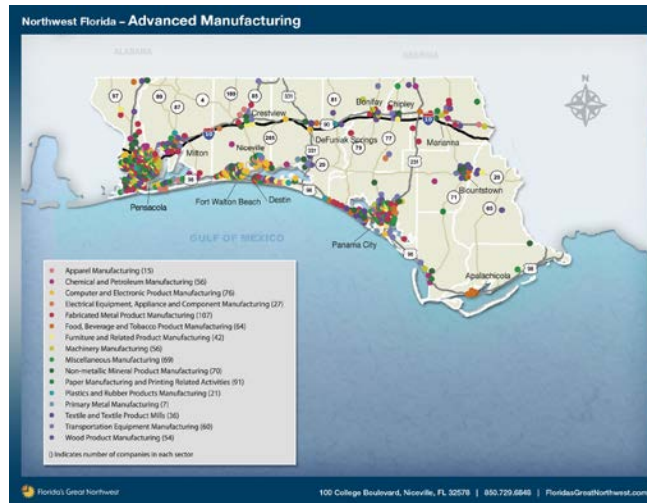 Northwest Florida – Advanced Manufacturing
ALABAMA
GEORGIA
N
Crestview
Bonifay
Chipley
DeFuniak Springs
Marianna
Milton
Niceville
Blountstown
Pensacola
Fort Walton Beach
Destin
Panama City
GULF OF MEXICO
Apalachicola
Apparel Manufacturing (15)
Chemical and Petroleum Manufacturing (56)
Computer and Electronic Product Manufacturing (76)
Electrical Equipment, Appliance and Component Manufacturing (27)
Fabricated Metal Product Manufacturing (187)
Food, Beverage and Tobacco Product Manufacturing (64)
Furniture and Related Product Manufacturing (42)
Machinery Manufacturing (56)
Miscellaneous Manufacturing (69)
Non-metallic Mineral Product Manufacturing (70)
Paper Manufacturing and Printing Related Activities (91)
Plastics and Rubber Products Manufacturing (21)
Primary Metal Manufacturing (7)
Textile and Textile Product Mills (36)
Transportation Equipment Manufacturing (60)
Wood Product Manufacturing (54)
() Indicates number of companies in each sector
Florida's Great Northwest
100 College Boulevard, Niceville, FL 32578 | 850.729.6846 | FloridasGreatNorthwest.com